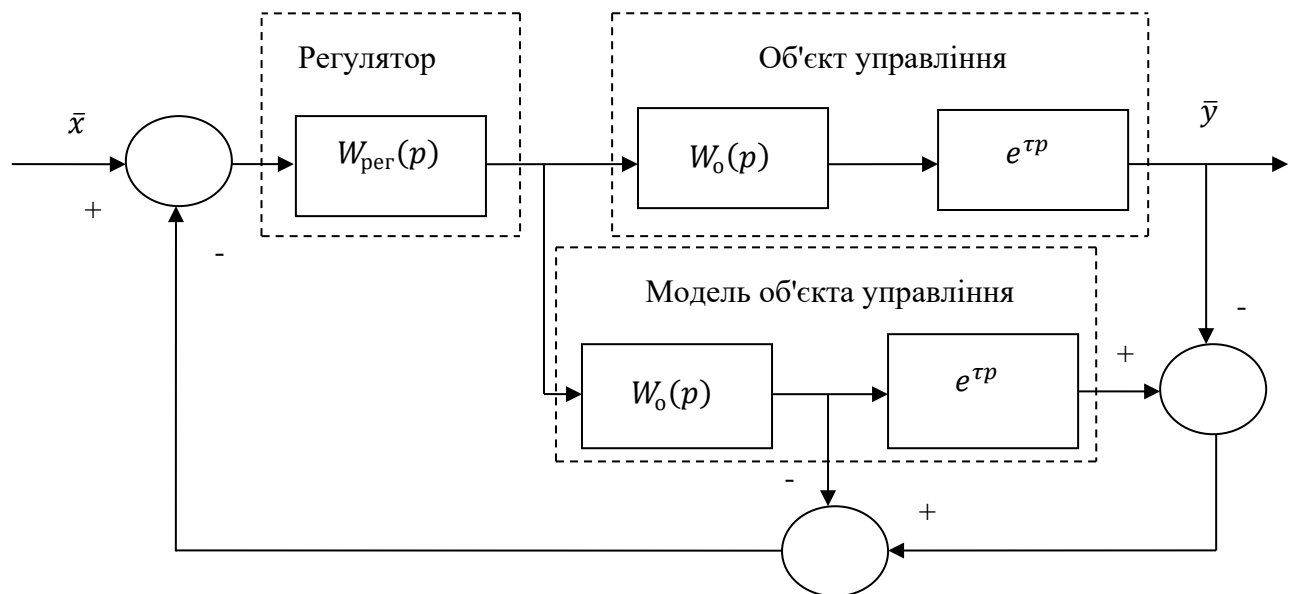 Регулятор
Об'єкт управління
x̄
W_рег(p)
W_о(p)
e^{τp}
ȳ
+
-
Модель об'єкта управління
-
+
W_о(p)
e^{τp}
-
+